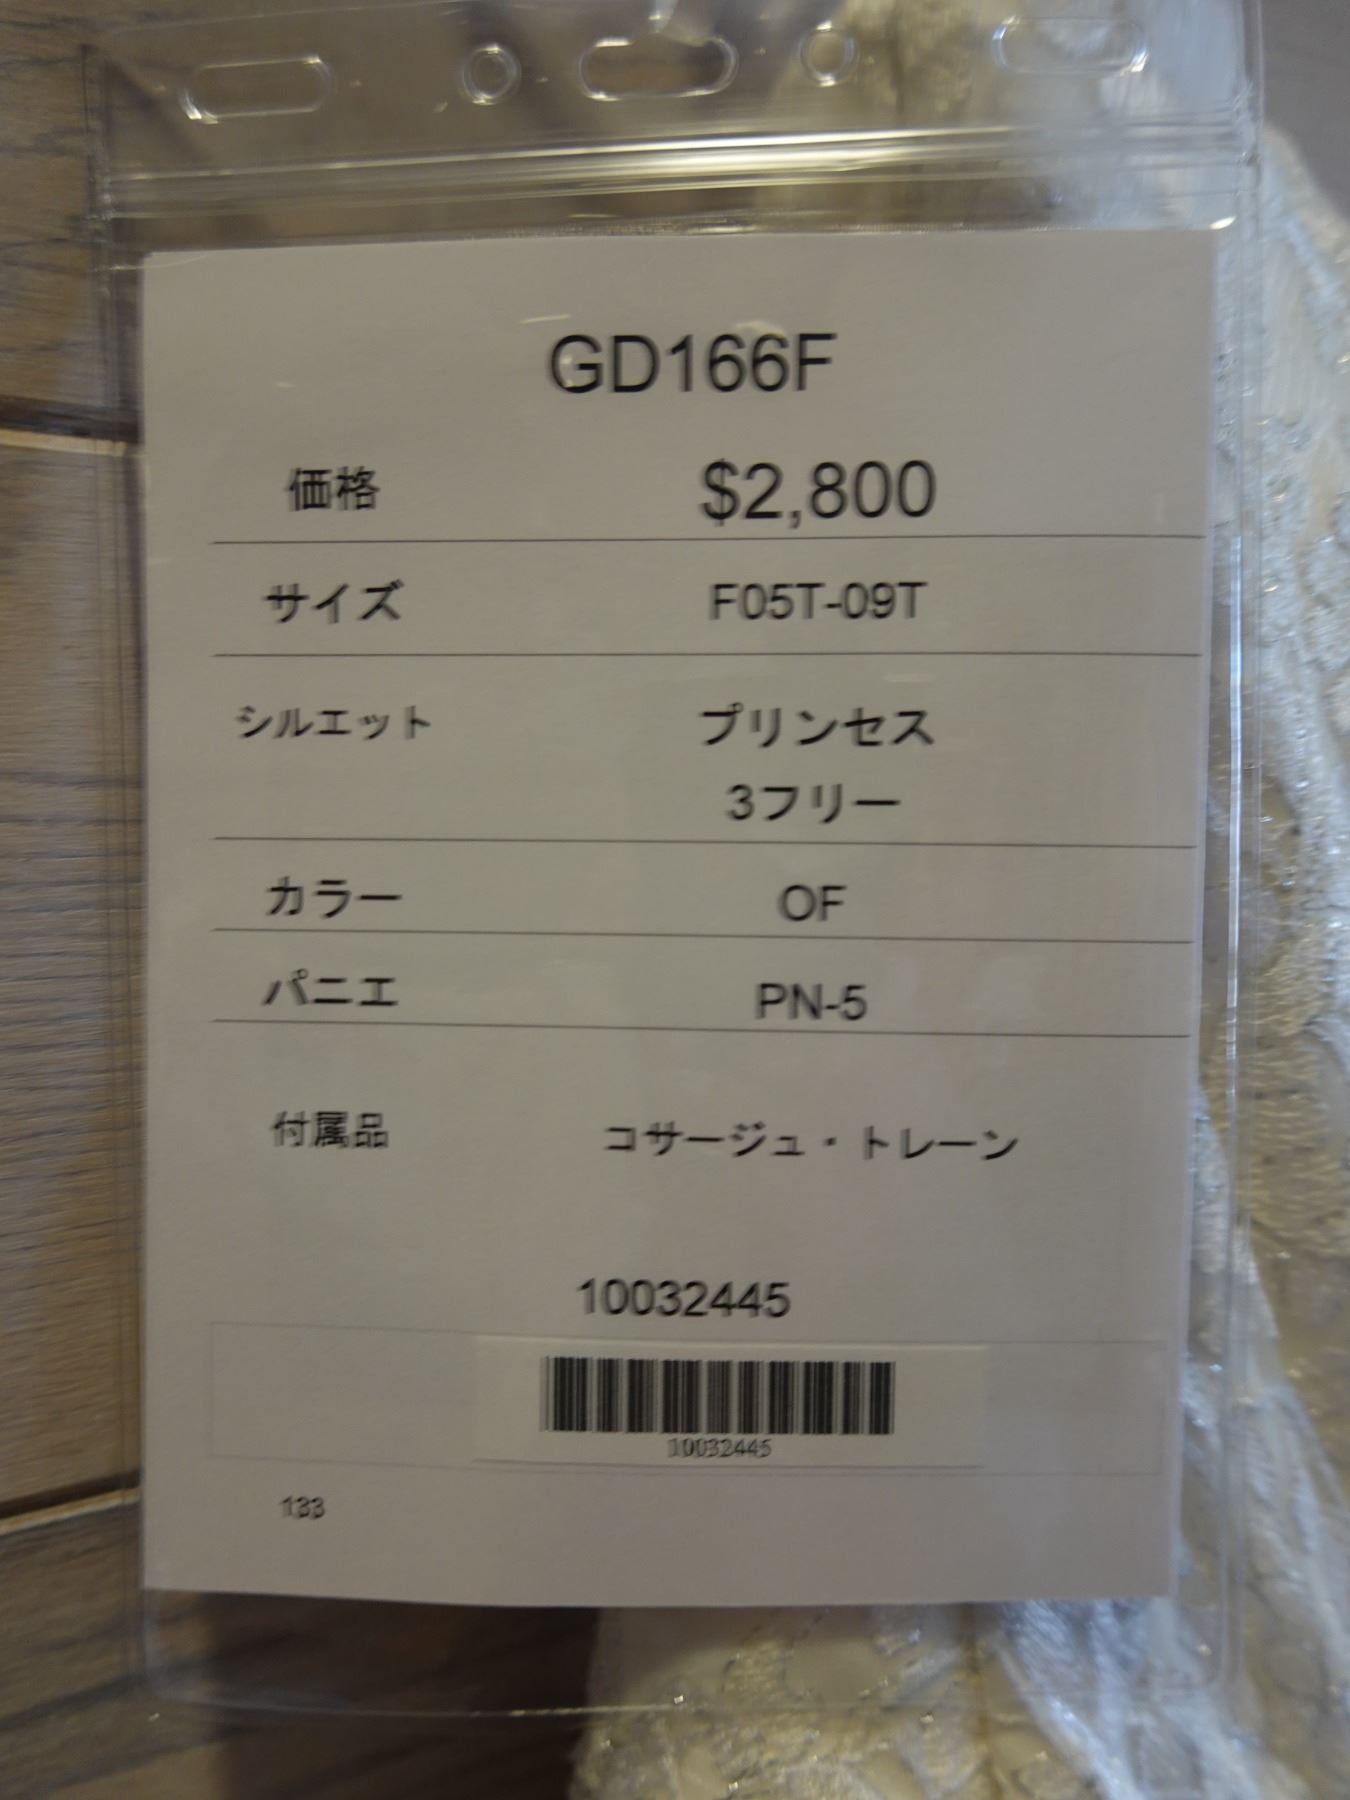 GD166F
価格 $2,800
サイズ F05T-09T
シルエット プリンセス
3フリー
カラー OF
パニエ PN-5
付属品 コサージュ・トレーン
10032445
10032445
133